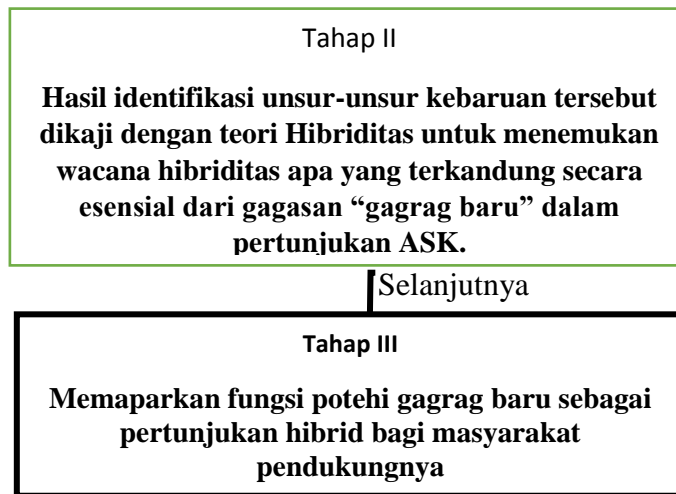 Tahap II
Hasil identifikasi unsur-unsur kebaruan tersebut
dikaji dengan teori Hibriditas untuk menemukan
wacana hibriditas apa yang terkandung secara
esensial dari gagasan “gagrag baru” dalam
pertunjukan ASK.
Selanjutnya
Tahap III
Memaparkan fungsi potehi gagrag baru sebagai
pertunjukan hibrid bagi masyarakat
pendukungnya